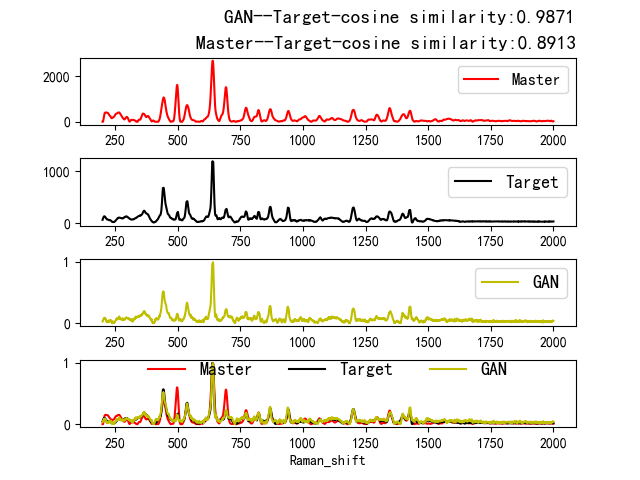 GAN--Target-cosine similarity:0.9871
Master--Target-cosine similarity:0.8913
2000
0
Master
250 500 750 1000 1250 1500 1750 2000
1000
0
Target
250 500 750 1000 1250 1500 1750 2000
1
0
GAN
250 500 750 1000 1250 1500 1750 2000
1
0
Master Target GAN
250 500 750 1000 1250 1500 1750 2000
Raman_shift